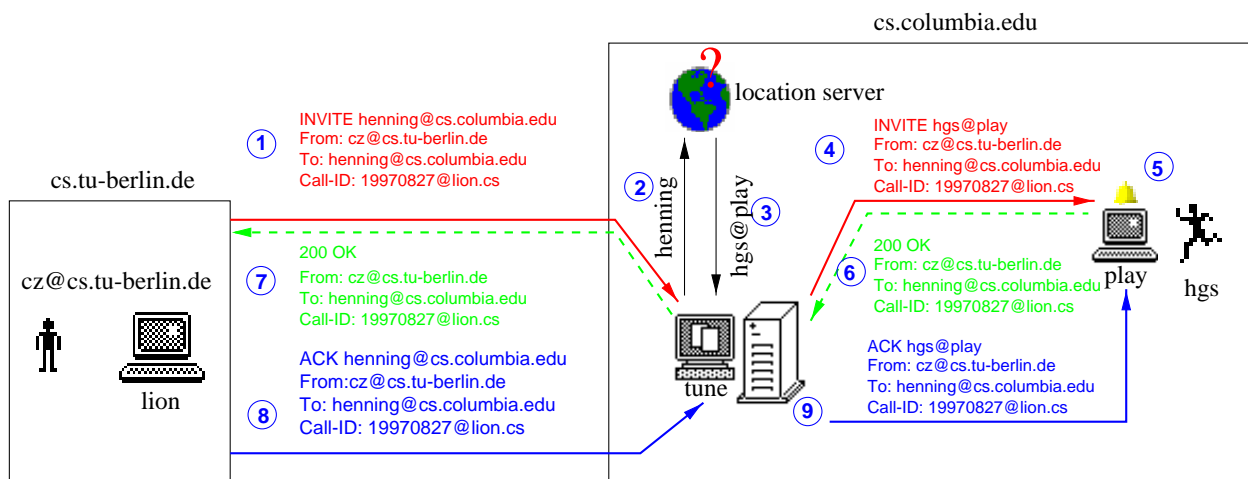 cs.columbia.edu
?
location server
1
INVITE henning@cs.columbia.edu
From: cz@cs.tu-berlin.de
To: henning@cs.columbia.edu
Call-ID: 19970827@lion.cs
4
INVITE hgs@play
From: cz@cs.tu-berlin.de
To: henning@cs.columbia.edu
Call-ID: 19970827@lion.cs
5
cs.tu-berlin.de
2
henning
hgs@play
3
7
200 OK
From: cz@cs.tu-berlin.de
To: henning@cs.columbia.edu
Call-ID: 19970827@lion.cs
6
200 OK
From: cz@cs.tu-berlin.de
To: henning@cs.columbia.edu
Call-ID: 19970827@lion.cs
play
hgs
cz@cs.tu-berlin.de
lion
8
ACK henning@cs.columbia.edu
From:cz@cs.tu-berlin.de
To: henning@cs.columbia.edu
Call-ID: 19970827@lion.cs
tune
9
ACK hgs@play
From: cz@cs.tu-berlin.de
To: henning@cs.columbia.edu
Call-ID: 19970827@lion.cs